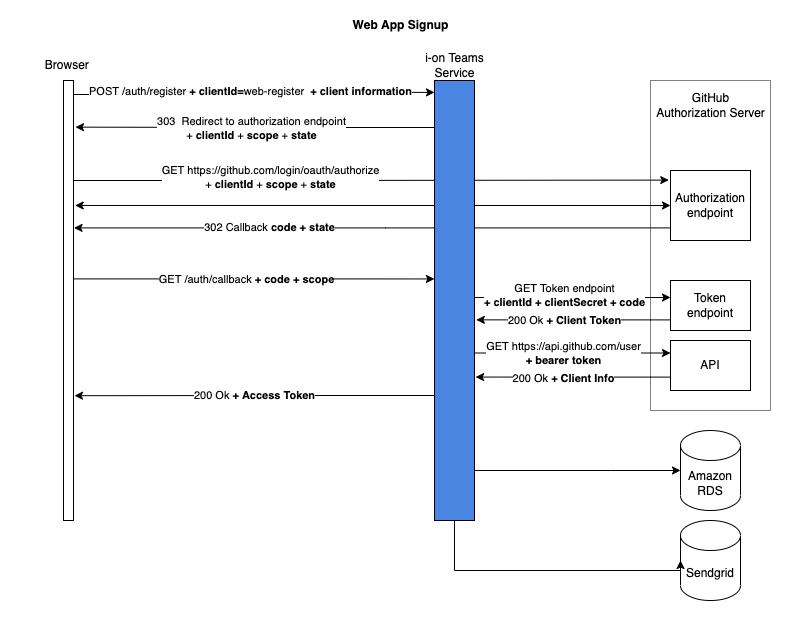 Web App Signup
Browser
i-on Teams
Service
POST /auth/register + clientId=web-register + client information
GitHub
Authorization Server
303 Redirect to authorization endpoint
+ clientId + scope + state
GET https://github.com/login/oauth/authorize
+ clientId + scope + state
Authorization
endpoint
302 Callback code + state
GET /auth/callback + code + scope
GET Token endpoint
+ clientId + clientSecret + code
Token
endpoint
200 Ok + Client Token
GET https://api.github.com/user
+ bearer token
API
200 Ok + Client Info
200 Ok + Access Token
Amazon
RDS
Sendgrid